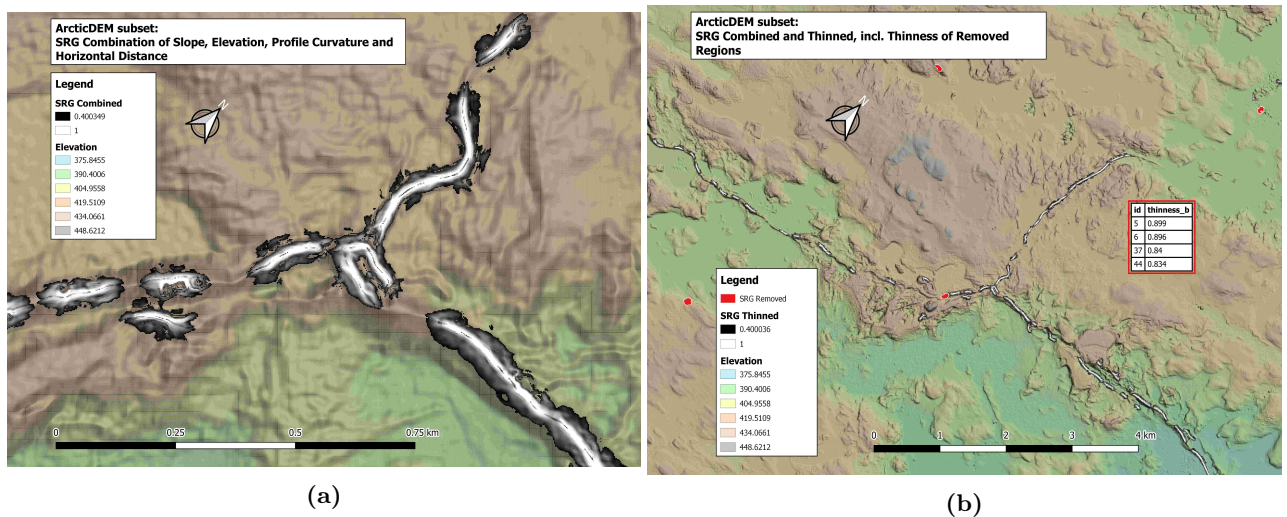 ArcticDEM subset:
SRG Combination of Slope, Elevation, Profile Curvature and
Horizontal Distance
Legend
SRG Combined
0.400349
1
Elevation
375.8455
390.4006
404.9558
419.5109
434.0661
448.6212
N
0 0.25 0.5 0.75 km
(a)
ArcticDEM subset:
SRG Combined and Thinned, incl. Thinness of Removed
Regions
N
id thinness_b
5 0.899
6 0.896
37 0.84
44 0.834
Legend
SRG Removed
SRG Thinned
0.400036
1
Elevation
375.8455
390.4006
404.9558
419.5109
434.0661
448.6212
0 1 2 3 4 km
(b)